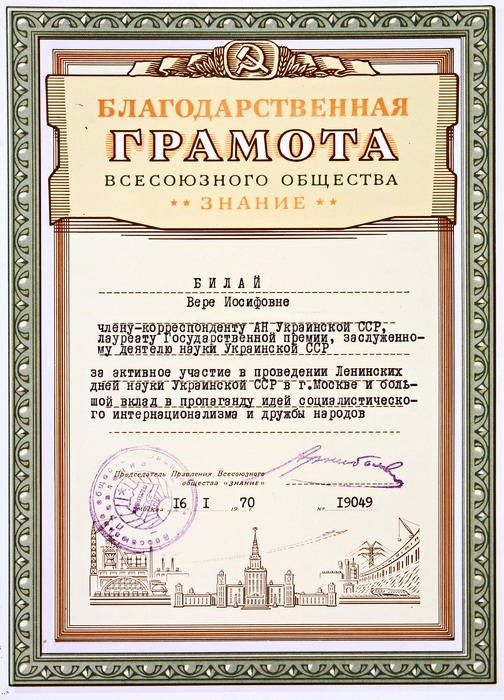 БЛАГОДАРСТВЕННАЯ
ГРАМОТА
ВСЕСОЮЗНОГО ОБЩЕСТВА
** ЗНАНИЕ **
БИЛАЙ
Вере Иосифовне
члену-корреспонденту АН Украинской ССР,
лауреату Государственной премии, заслуженно-
му деятелю науки Украинской ССР
за активное участие в проведении Ленинских
дней науки Украинской ССР в г.Москве и боль-
шой вклад в пропаганду идей социалистическо-
го интернационализма и дружбы народов
Председатель Правления Всесоюзного
общества «ЗНАНИЕ»
г. Москва 16 I 1970 № 19049